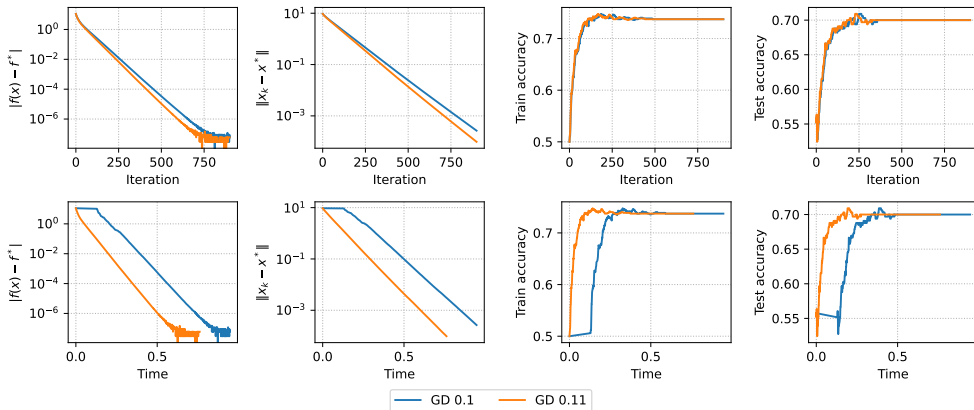 10^0
10^-2
10^-4
10^-6
|f(x) − f*|
0 250 500 750
Iteration
10^1
10^-1
10^-3
‖x_k − x*‖
0 250 500 750
Iteration
0.7
0.6
0.5
Train accuracy
0 250 500 750
Iteration
0.70
0.65
0.60
0.55
Test accuracy
0 250 500 750
Iteration
10^0
10^-2
10^-4
10^-6
|f(x) − f*|
0.0 0.5
Time
10^1
10^-1
10^-3
‖x_k − x*‖
0.0 0.5
Time
0.7
0.6
0.5
Train accuracy
0.0 0.5
Time
0.70
0.65
0.60
0.55
Test accuracy
0.0 0.5
Time
GD 0.1 GD 0.11